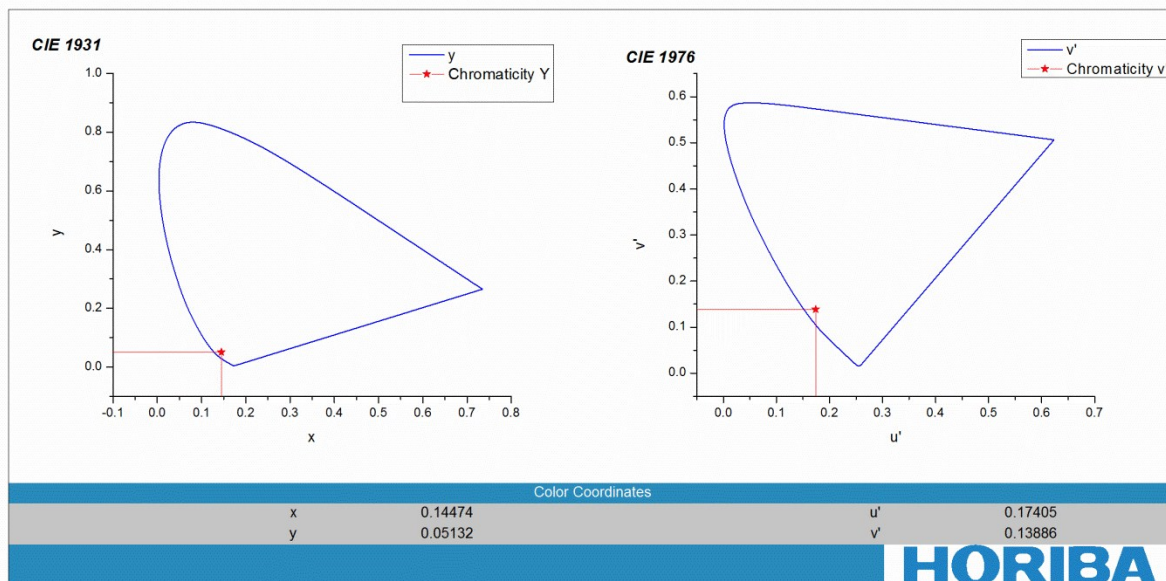 CIE 1931
y
Chromaticity Y
1.0
0.8
0.6
0.4
0.2
0.0
y
-0.1 0.0 0.1 0.2 0.3 0.4 0.5 0.6 0.7 0.8
x
CIE 1976
v'
Chromaticity v
0.6
0.5
0.4
0.3
0.2
0.1
0.0
v'
0.0 0.1 0.2 0.3 0.4 0.5 0.6 0.7
u'
Color Coordinates
x 0.14474 u' 0.17405
y 0.05132 v' 0.13886
HORIBA